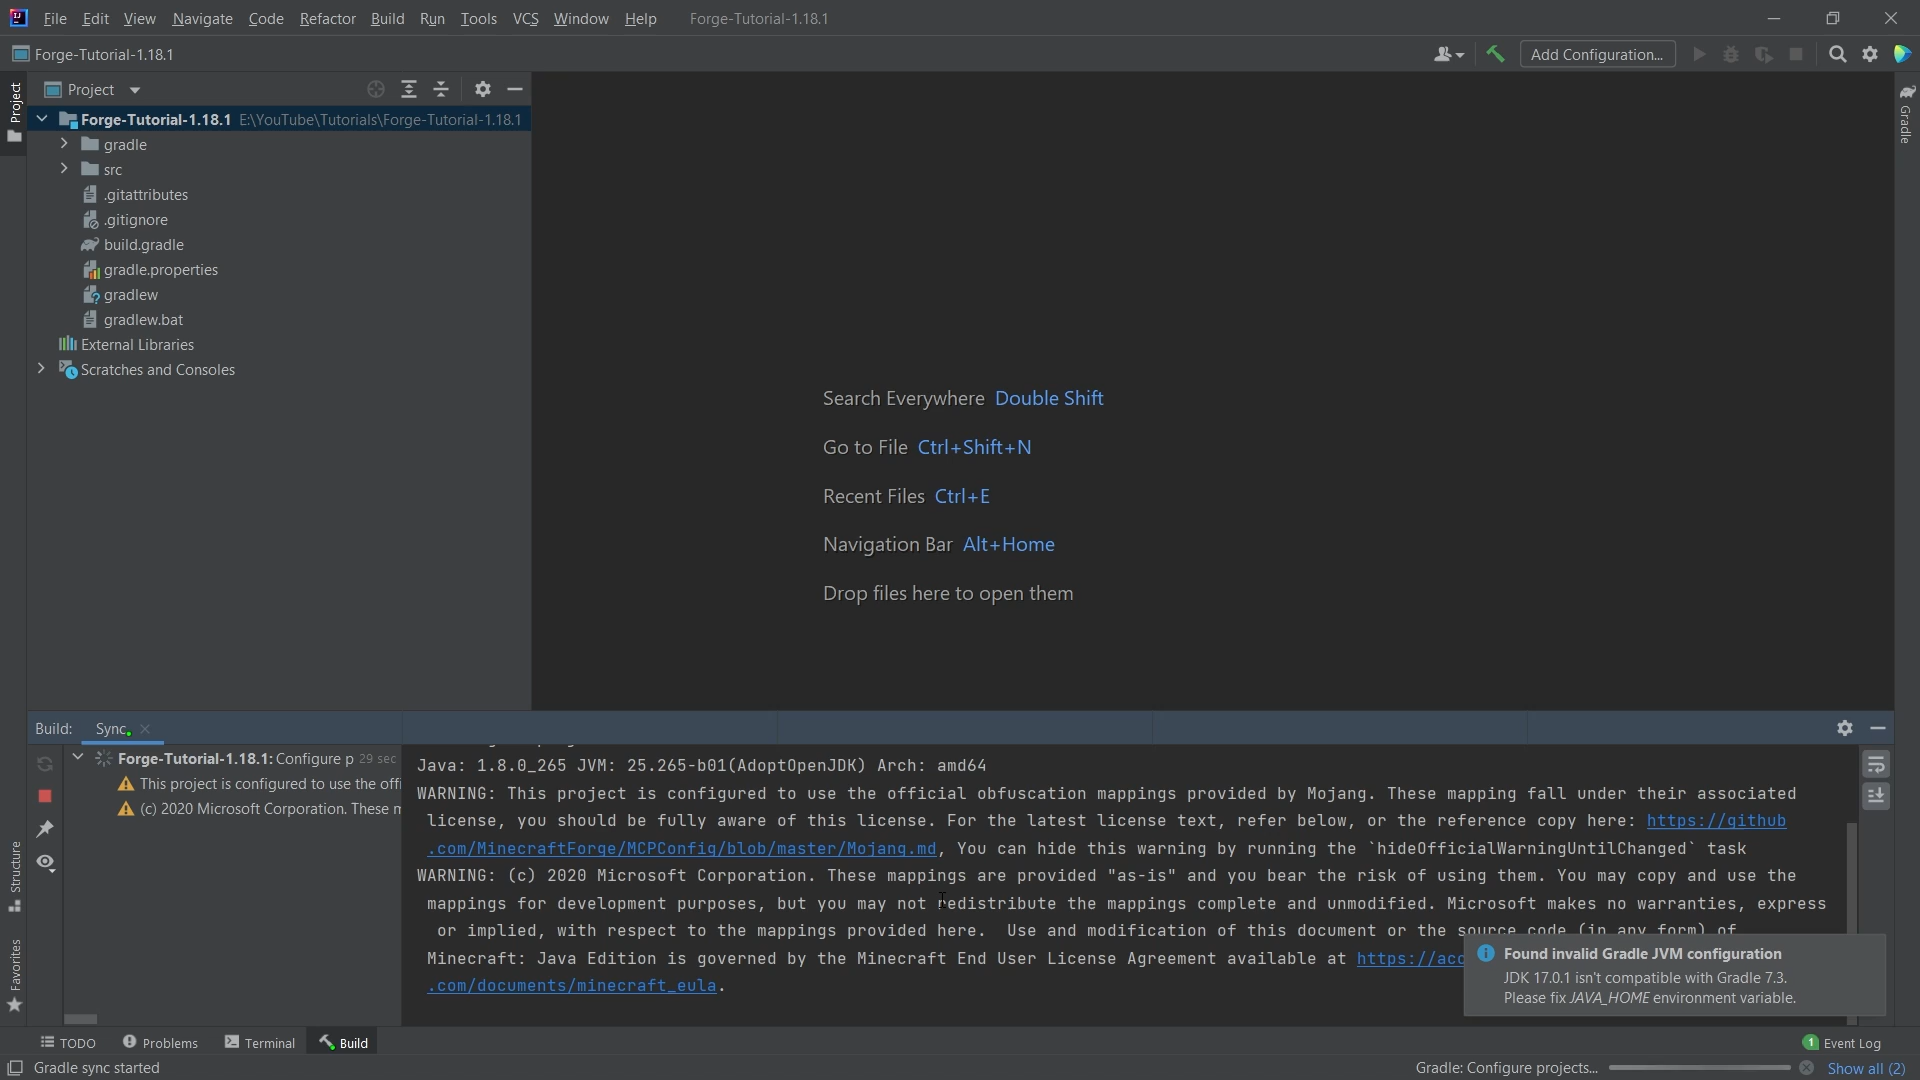 File Edit View Navigate Code Refactor Build Run Tools VCS Window Help Forge-Tutorial-1.18.1
Forge-Tutorial-1.18.1
Add Configuration...
Project
Project
Gradle
Forge-Tutorial-1.18.1 E:\YouTube\Tutorials\Forge-Tutorial-1.18.1
gradle
src
.gitattributes
.gitignore
build.gradle
gradle.properties
gradlew
gradlew.bat
External Libraries
Scratches and Consoles
Search Everywhere Double Shift
Go to File Ctrl+Shift+N
Recent Files Ctrl+E
Navigation Bar Alt+Home
Drop files here to open them
Build: Sync
Forge-Tutorial-1.18.1: Configure p 29 sec
This project is configured to use the offi
(c) 2020 Microsoft Corporation. These m
Java: 1.8.0_265 JVM: 25.265-b01(AdoptOpenJDK) Arch: amd64
WARNING: This project is configured to use the official obfuscation mappings provided by Mojang. These mapping fall under their associated
license, you should be fully aware of this license. For the latest license text, refer below, or the reference copy here: https://github
.com/MinecraftForge/MCPConfig/blob/master/Mojang.md, You can hide this warning by running the `hideOfficialWarningUntilChanged` task
WARNING: (c) 2020 Microsoft Corporation. These mappings are provided "as-is" and you bear the risk of using them. You may copy and use the
mappings for development purposes, but you may not redistribute the mappings complete and unmodified. Microsoft makes no warranties, express
or implied, with respect to the mappings provided here.  Use and modification of this document or the source code (in any form) of
Minecraft: Java Edition is governed by the Minecraft End User License Agreement available at https://acc
.com/documents/minecraft_eula.
Found invalid Gradle JVM configuration
JDK 17.0.1 isn't compatible with Gradle 7.3.
Please fix JAVA_HOME environment variable.
Structure
Favorites
TODO Problems Terminal Build
1 Event Log
Gradle sync started
Gradle: Configure projects...
Show all (2)